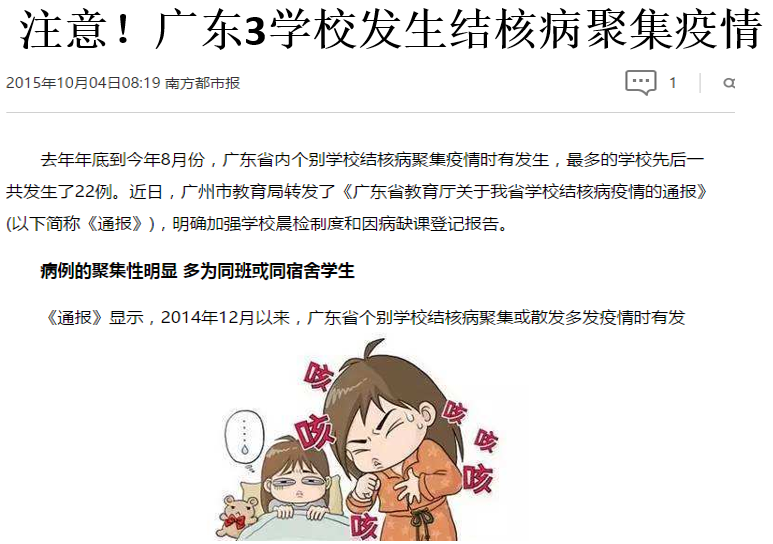 注意！广东3学校发生结核病聚集疫情
2015年10月04日08:19 南方都市报
1
去年年底到今年8月份，广东省内个别学校结核病聚集疫情时有发生，最多的学校先后一
共发生了22例。近日，广州市教育局转发了《广东省教育厅关于我省学校结核病疫情的通报》
(以下简称《通报》)，明确加强学校晨检制度和因病缺课登记报告。
病例的聚集性明显 多为同班或同宿舍学生
《通报》显示，2014年12月以来，广东省个别学校结核病聚集或散发多发疫情时有发
咳
咳
咳
咳
咳
咳